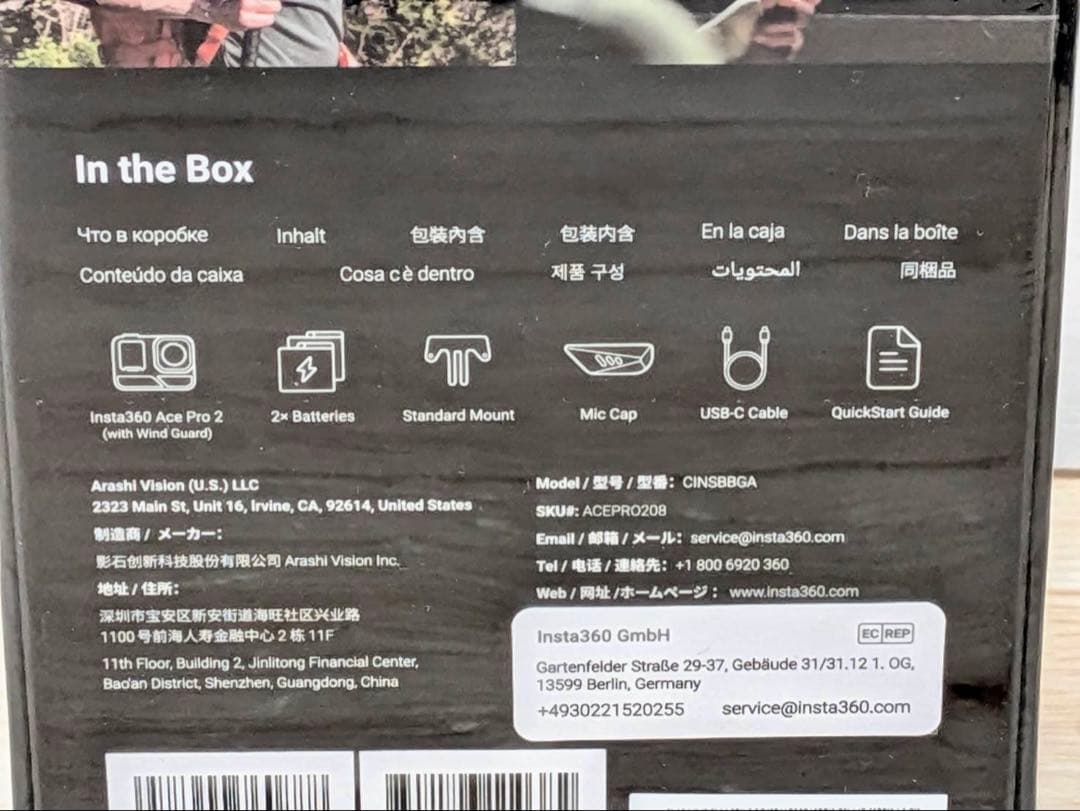 In the Box
Что в коробке Inhalt 包裝內含 包装内含 En la caja Dans la boîte
Conteúdo da caixa Cosa c'è dentro 제품 구성 المحتويات 同梱品
Insta360 Ace Pro 2 2× Batteries Standard Mount Mic Cap USB-C Cable QuickStart Guide
(with Wind Guard)
Arashi Vision (U.S.) LLC
2323 Main St, Unit 16, Irvine, CA, 92614, United States
制造商 / メーカー：
影石创新科技股份有限公司 Arashi Vision Inc.
地址 / 住所：
深圳市宝安区新安街道海旺社区兴业路
1100号前海人寿金融中心2栋11F
11th Floor, Building 2, Jinlitong Financial Center,
Bao'an District, Shenzhen, Guangdong, China
Model / 型号 / 型番： CINSBBGA
SKU#: ACEPRO208
Email / 邮箱 / メール： service@insta360.com
Tel / 电话 / 連絡先： +1 800 6920 360
Web / 网址 /ホームページ： www.insta360.com
Insta360 GmbH EC REP
Gartenfelder Straße 29-37, Gebäude 31/31.12 1. OG,
13599 Berlin, Germany
+4930221520255 service@insta360.com